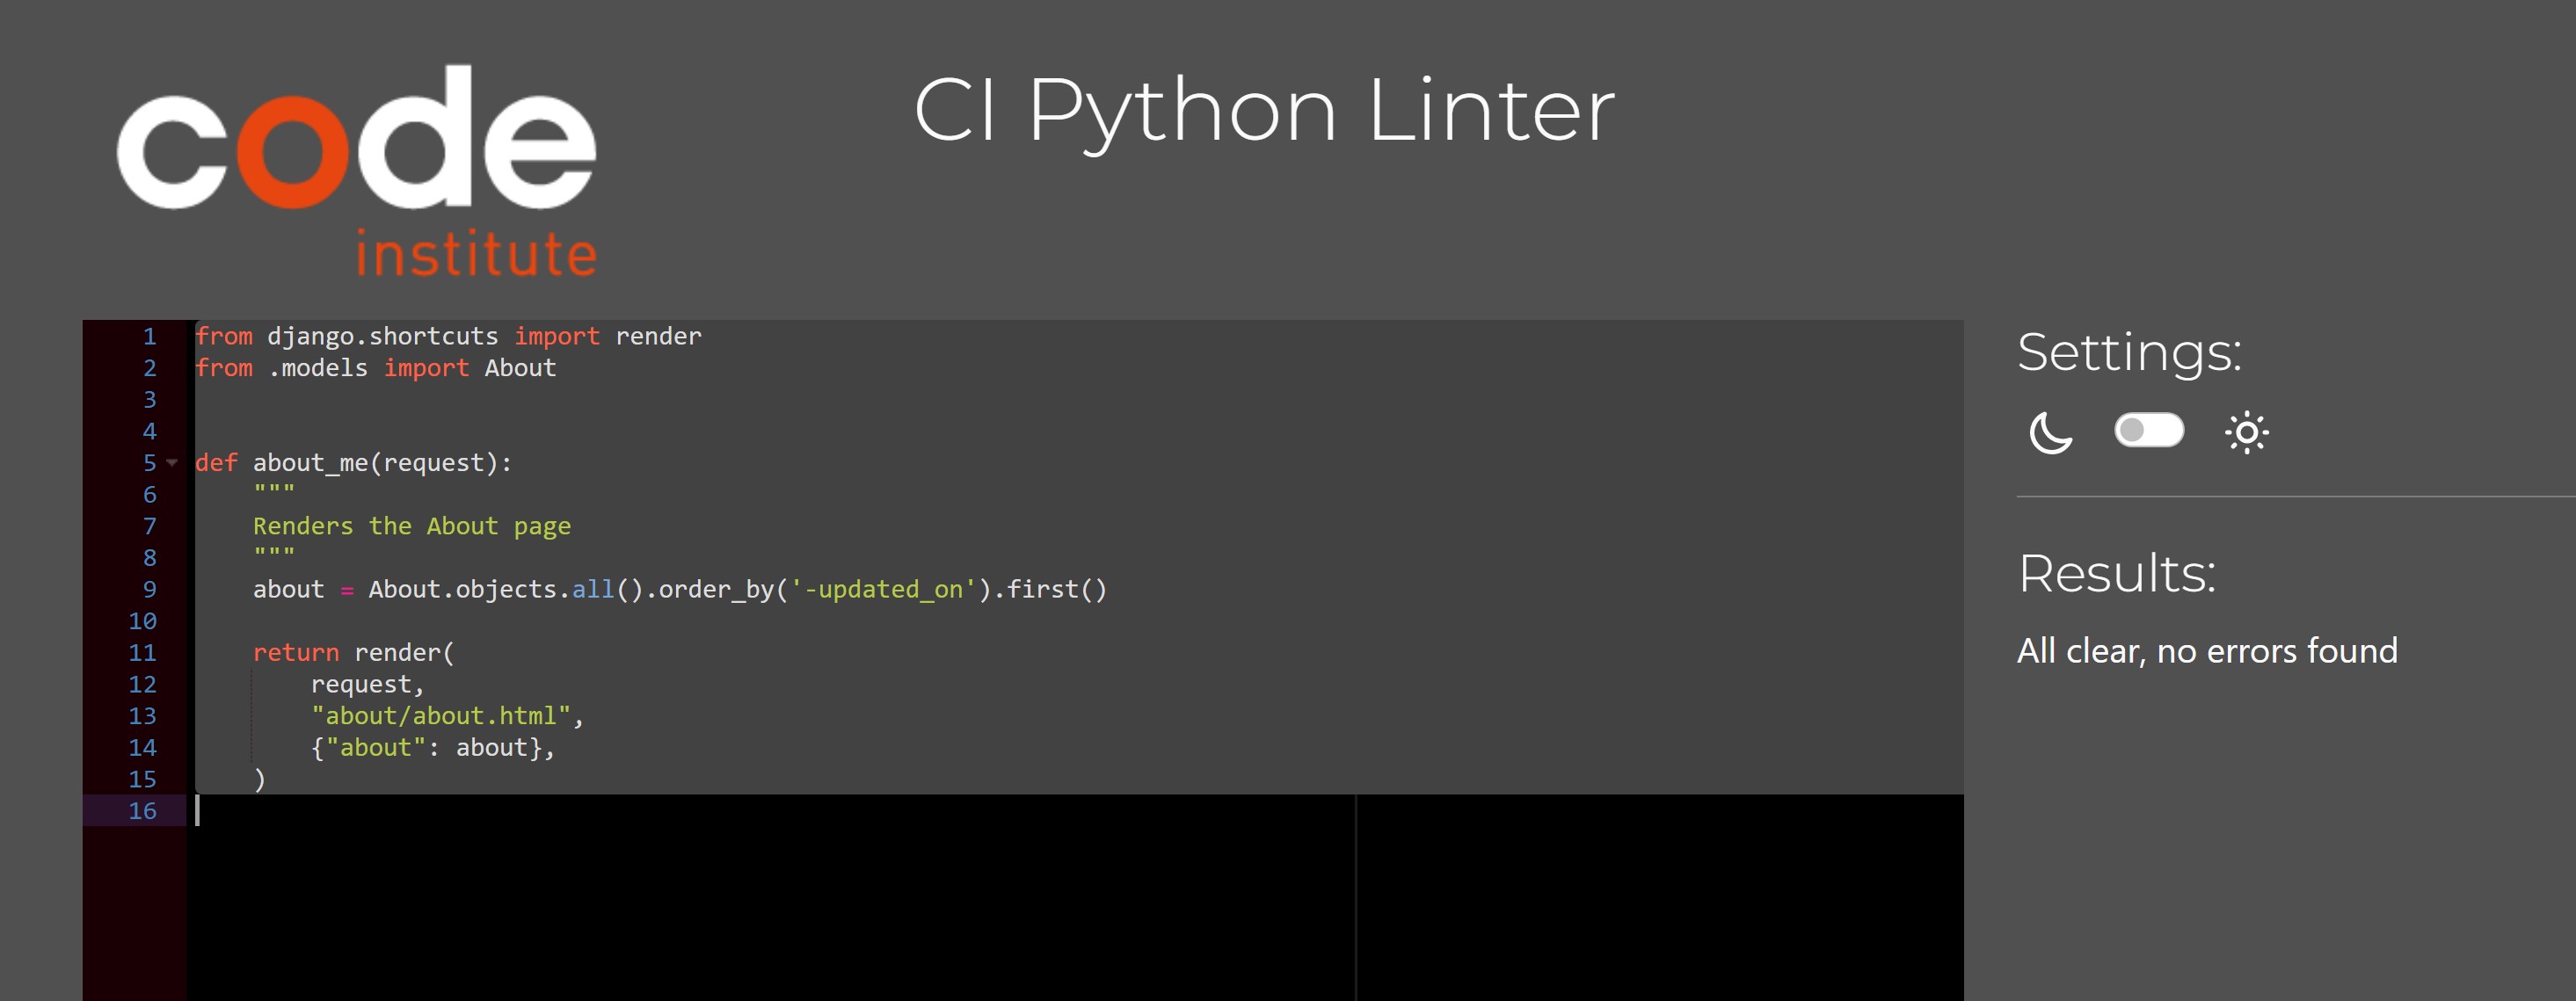 code
institute
CI Python Linter
1 from django.shortcuts import render
2 from .models import About
3
4
5 def about_me(request):
6     """
7     Renders the About page
8     """
9     about = About.objects.all().order_by('-updated_on').first()
10
11     return render(
12         request,
13         "about/about.html",
14         {"about": about},
15     )
16
Settings:
Results:
All clear, no errors found